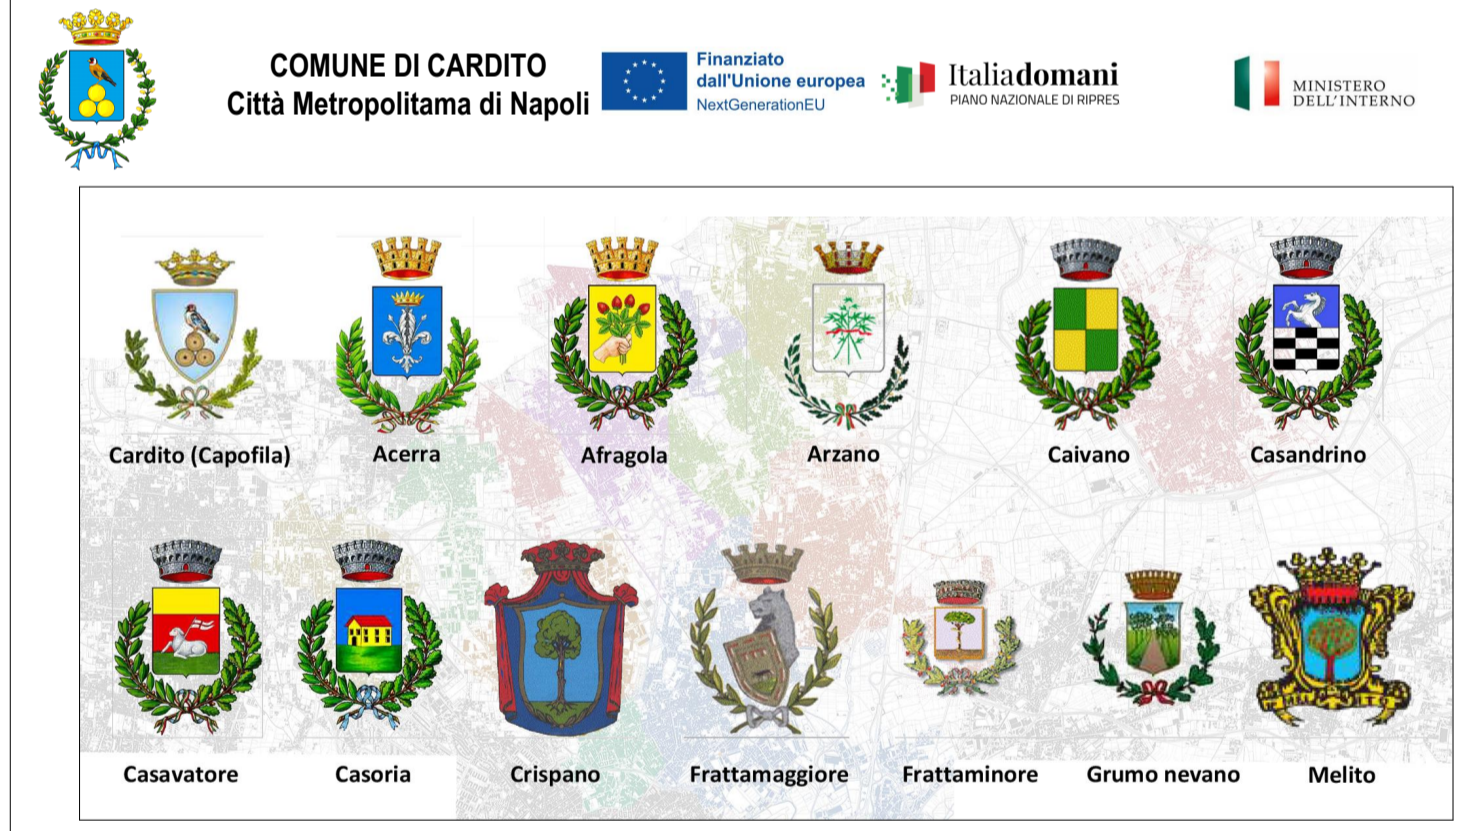 COMUNE DI CARDITO
Città Metropolitama di Napoli
Finanziato
dall'Unione europea
NextGenerationEU
Italiadomani
PIANO NAZIONALE DI RIPRES
MINISTERO
DELL'INTERNO
Cardito (Capofila)
Acerra
Afragola
Arzano
Caivano
Casandrino
Casavatore
Casoria
Crispano
Frattamaggiore
Frattaminore
Grumo nevano
Melito